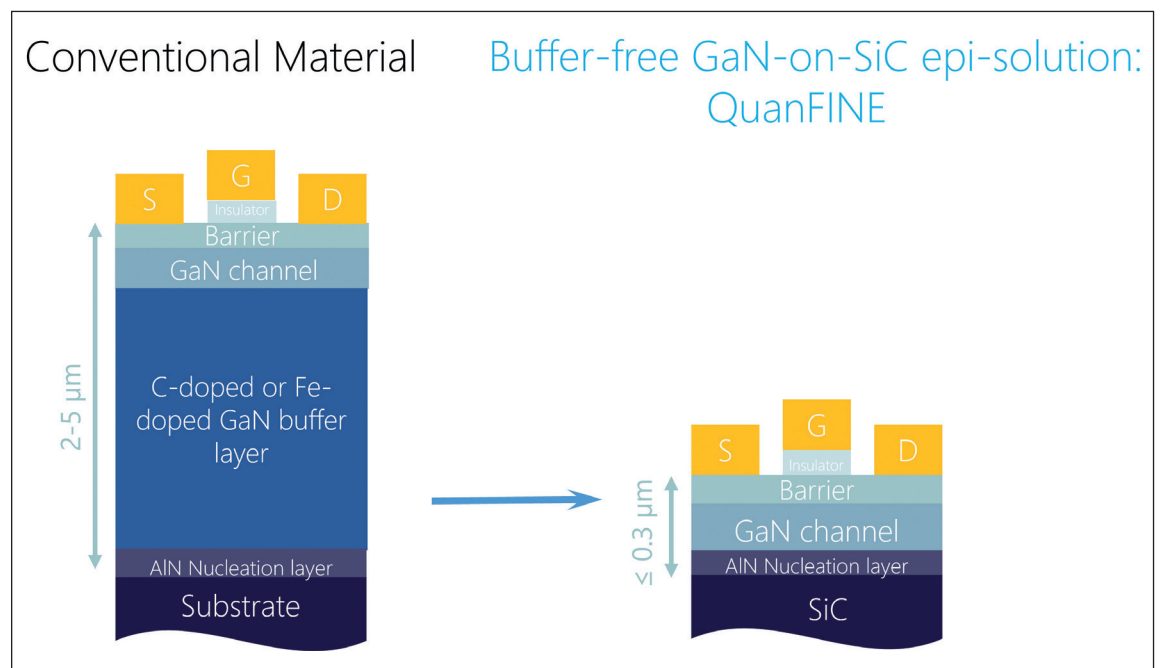 Conventional Material
Buffer-free GaN-on-SiC epi-solution:
QuanFINE
S
G
D
Insulator
Barrier
GaN channel
C-doped or Fe-
doped GaN buffer
layer
2-5 µm
AlN Nucleation layer
Substrate
S
G
D
Insulator
Barrier
GaN channel
≤ 0.3 µm
AlN Nucleation layer
SiC